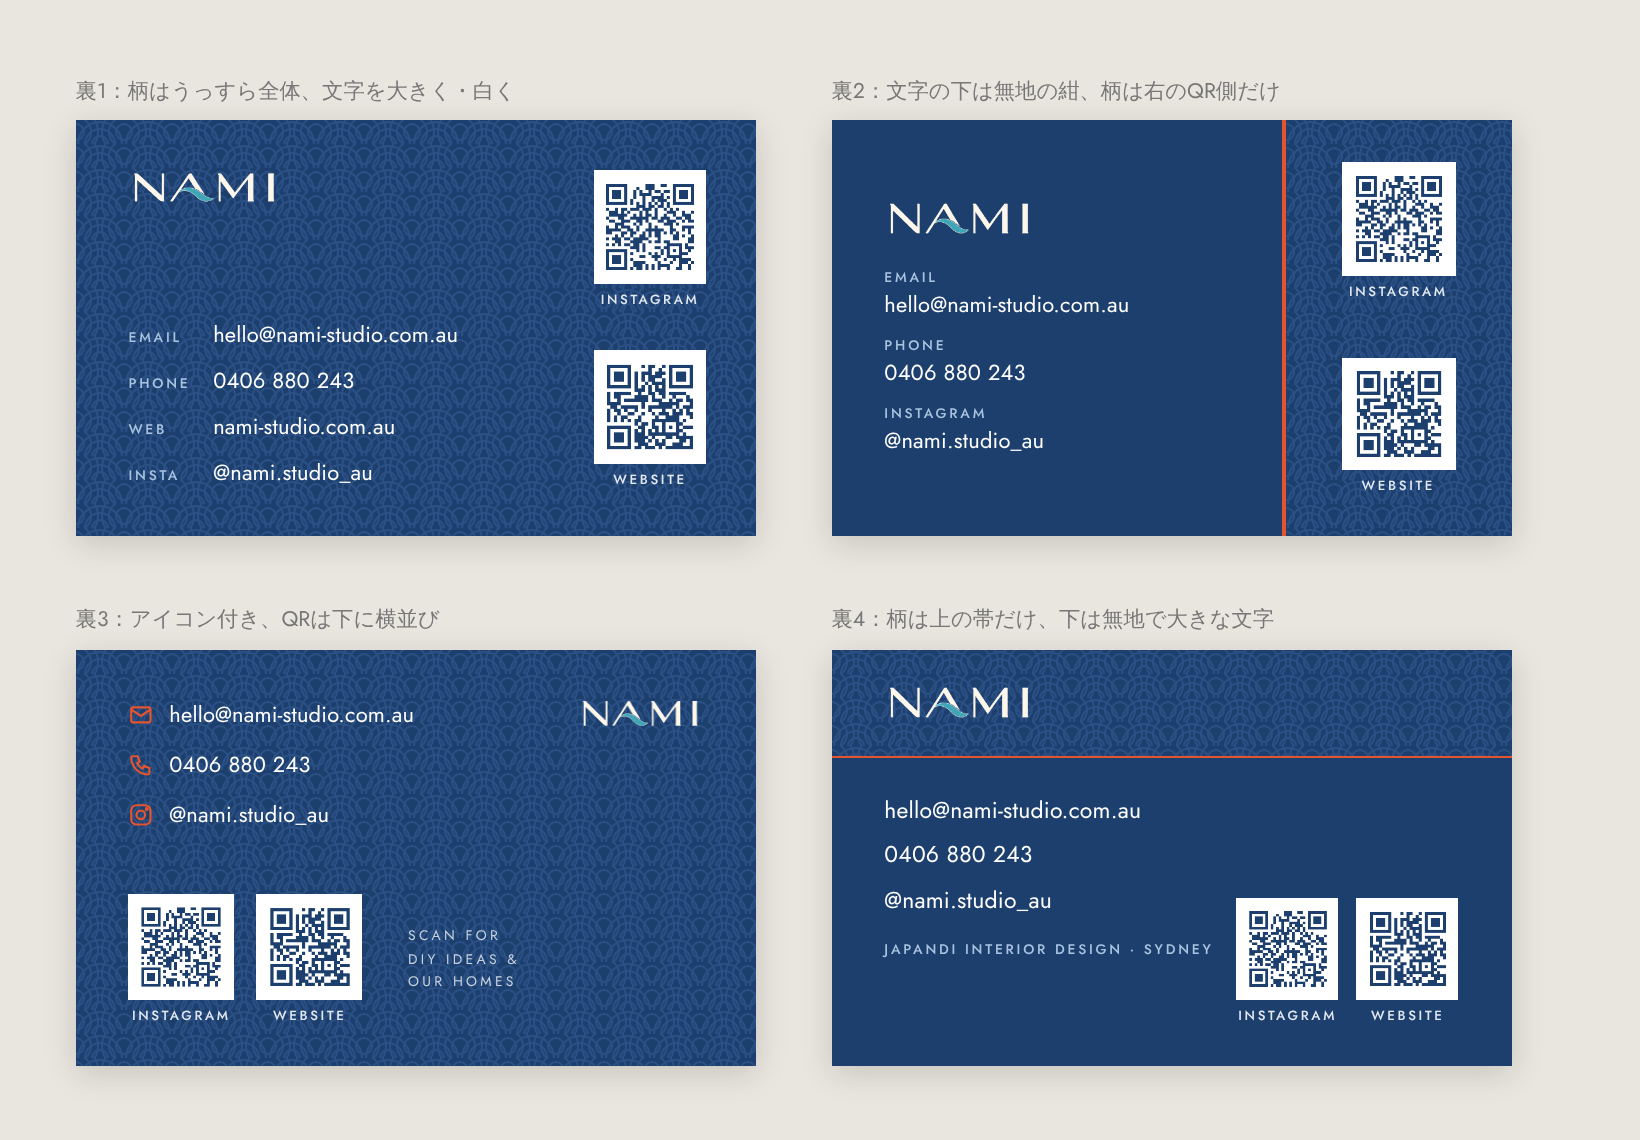 裏1：柄はうっすら全体、文字を大きく・白く
NAMI
INSTAGRAM
EMAIL hello@nami-studio.com.au
PHONE 0406 880 243
WEB nami-studio.com.au
INSTA @nami.studio_au
WEBSITE
裏2：文字の下は無地の紺、柄は右のQR側だけ
NAMI
EMAIL
hello@nami-studio.com.au
PHONE
0406 880 243
INSTAGRAM
@nami.studio_au
INSTAGRAM
WEBSITE
裏3：アイコン付き、QRは下に横並び
hello@nami-studio.com.au
0406 880 243
@nami.studio_au
NAMI
SCAN FOR
DIY IDEAS &
OUR HOMES
INSTAGRAM WEBSITE
裏4：柄は上の帯だけ、下は無地で大きな文字
NAMI
hello@nami-studio.com.au
0406 880 243
@nami.studio_au
JAPANDI INTERIOR DESIGN · SYDNEY
INSTAGRAM WEBSITE